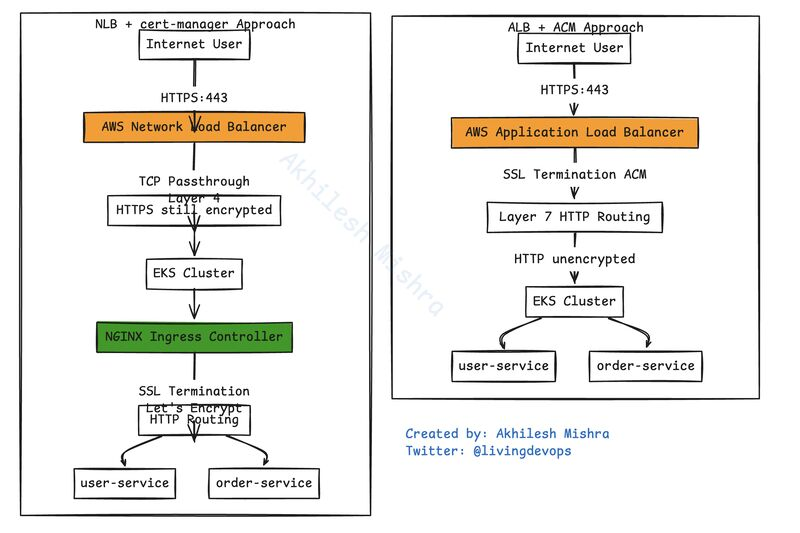 NLB + cert-manager Approach
Internet User
HTTPS:443
AWS Network Load Balancer
TCP Passthrough
Layer 4
HTTPS still encrypted
EKS Cluster
NGINX Ingress Controller
SSL Termination
Let's Encrypt
HTTP Routing
user-service
order-service
ALB + ACM Approach
Internet User
HTTPS:443
AWS Application Load Balancer
SSL Termination ACM
Layer 7 HTTP Routing
HTTP unencrypted
EKS Cluster
user-service
order-service
Created by: Akhilesh Mishra
Twitter: @livingdevops
Akhilesh Mishra